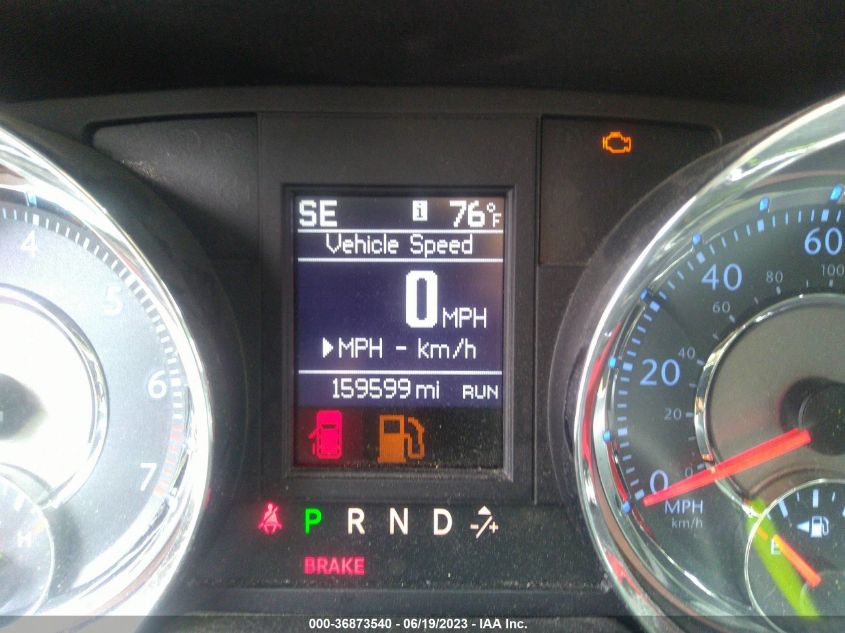 SE i 76°F
Vehicle Speed
0 MPH
MPH - km/h
159599 mi RUN
P R N D -/+
BRAKE
4
5
6
7
H
0
20
40
60
0
20
40
60
80
100
MPH
km/h
E
000-36873540 - 06/19/2023 - IAA Inc.